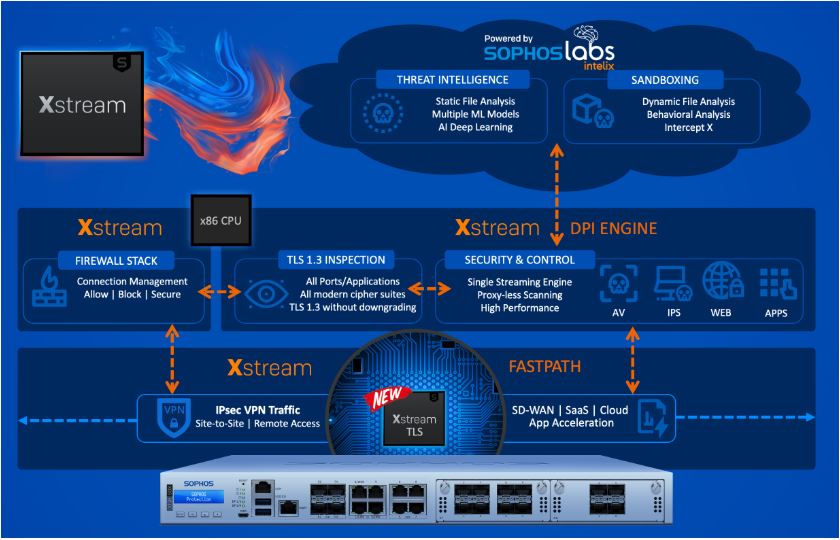 Powered by
SOPHOSlabs
intelix
Xstream
THREAT INTELLIGENCE
Static File Analysis
Multiple ML Models
AI Deep Learning
SANDBOXING
Dynamic File Analysis
Behavioral Analysis
Intercept X
Xstream
x86 CPU
Xstream DPI ENGINE
FIREWALL STACK
Connection Management
Allow | Block | Secure
TLS 1.3 INSPECTION
All Ports/Applications
All modern cipher suites
TLS 1.3 without downgrading
SECURITY & CONTROL
Single Streaming Engine
Proxy-less Scanning
High Performance
AV
IPS
WEB
APPS
Xstream
FASTPATH
VPN
IPsec VPN Traffic
Site-to-Site | Remote Access
NEW
Xstream
TLS
SD-WAN | SaaS | Cloud
App Acceleration
SOPHOS
SOPHOS
Protection